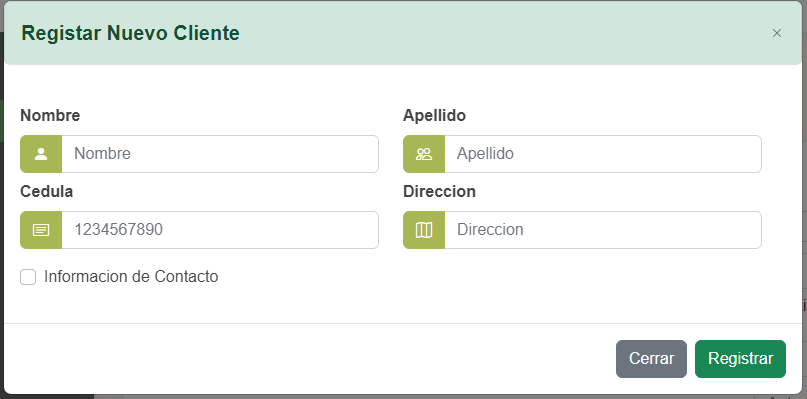 Registar Nuevo Cliente
Nombre
Apellido
Nombre
Apellido
Cedula
Direccion
1234567890
Direccion
Informacion de Contacto
Cerrar
Registrar